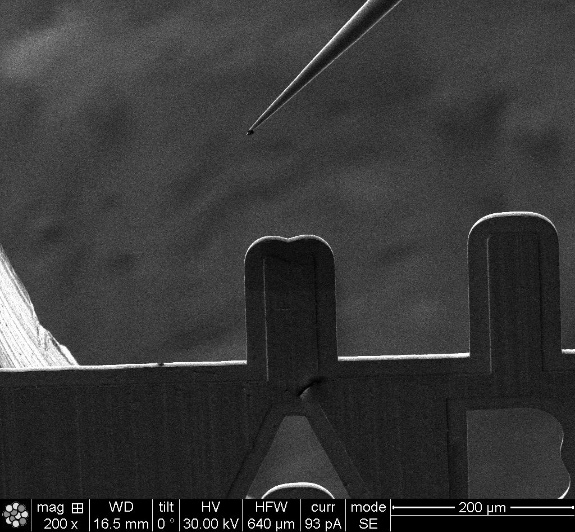 mag WD tilt HV HFW curr mode 200 µm
200 x 16.5 mm 0 ° 30.00 kV 640 µm 93 pA SE